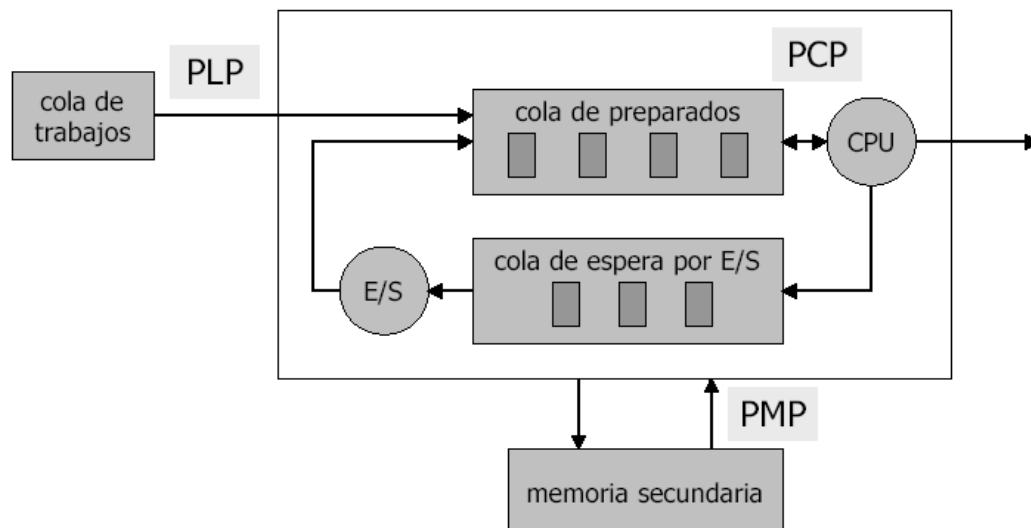 PLP
PCP
cola de
trabajos
cola de preparados
CPU
cola de espera por E/S
E/S
PMP
memoria secundaria